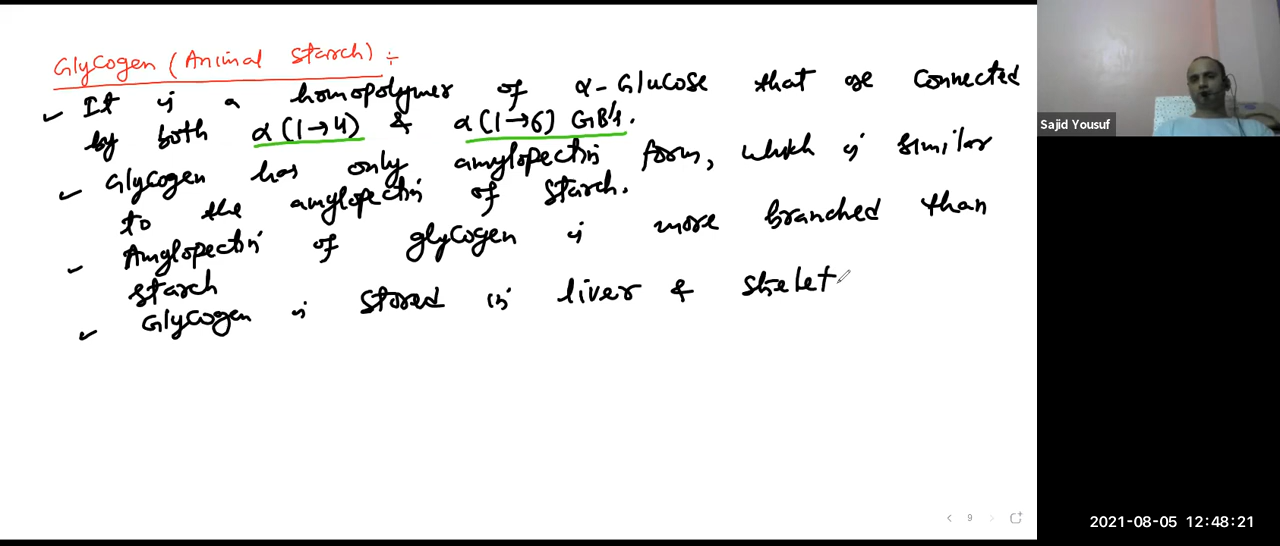 Glycogen (Animal Starch) :-
It is a homopolymer of α-Glucose that are connected
by both α(1→4) & α(1→6) GB's.
Glycogen has only amylopectin form, which is similar
to the amylopectin of starch.
Amylopectin of glycogen is more branched than
starch
Glycogen is stored in liver & skelet
Sajid Yousuf
9
2021-08-05 12:48:21